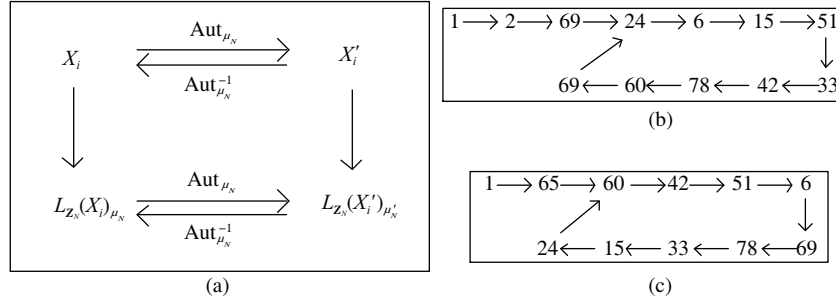 Aut_{μ_N}
X_i X_i′
Aut_{μ_N}^{-1}
Aut_{μ_N}
L_{Z_N}(X_i)_{μ_N} L_{Z_N}(X_i′)_{μ_N′}
Aut_{μ_N}^{-1}
(a)
1 2 69 24 6 15 51
69 60 78 42 33
(b)
1 65 60 42 51 6
24 15 33 78 69
(c)